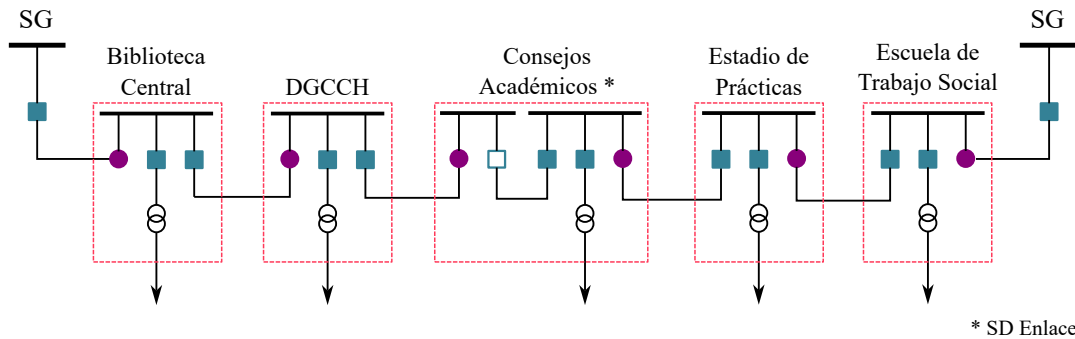 SG
Biblioteca
Central
DGCCH
Consejos
Académicos *
Estadio de
Prácticas
Escuela de
Trabajo Social
SG
* SD Enlace